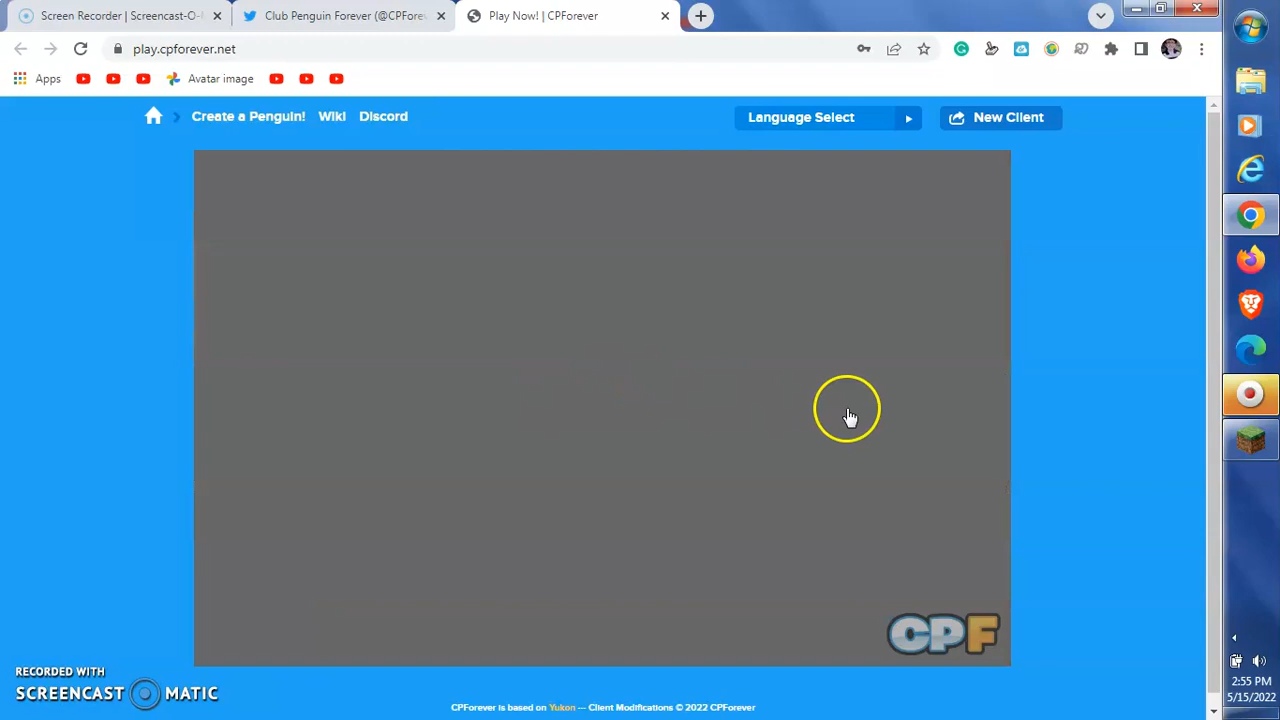 Screen Recorder | Screencast-O-
Club Penguin Forever (@CPForev
Play Now! | CPForever
play.cpforever.net
Apps
Avatar image
Create a Penguin!
Wiki
Discord
Language Select
New Client
CPF
RECORDED WITH
SCREENCAST MATIC
CPForever is based on Yukon -- Client Modifications © 2022 CPForever
2:55 PM
5/15/2022